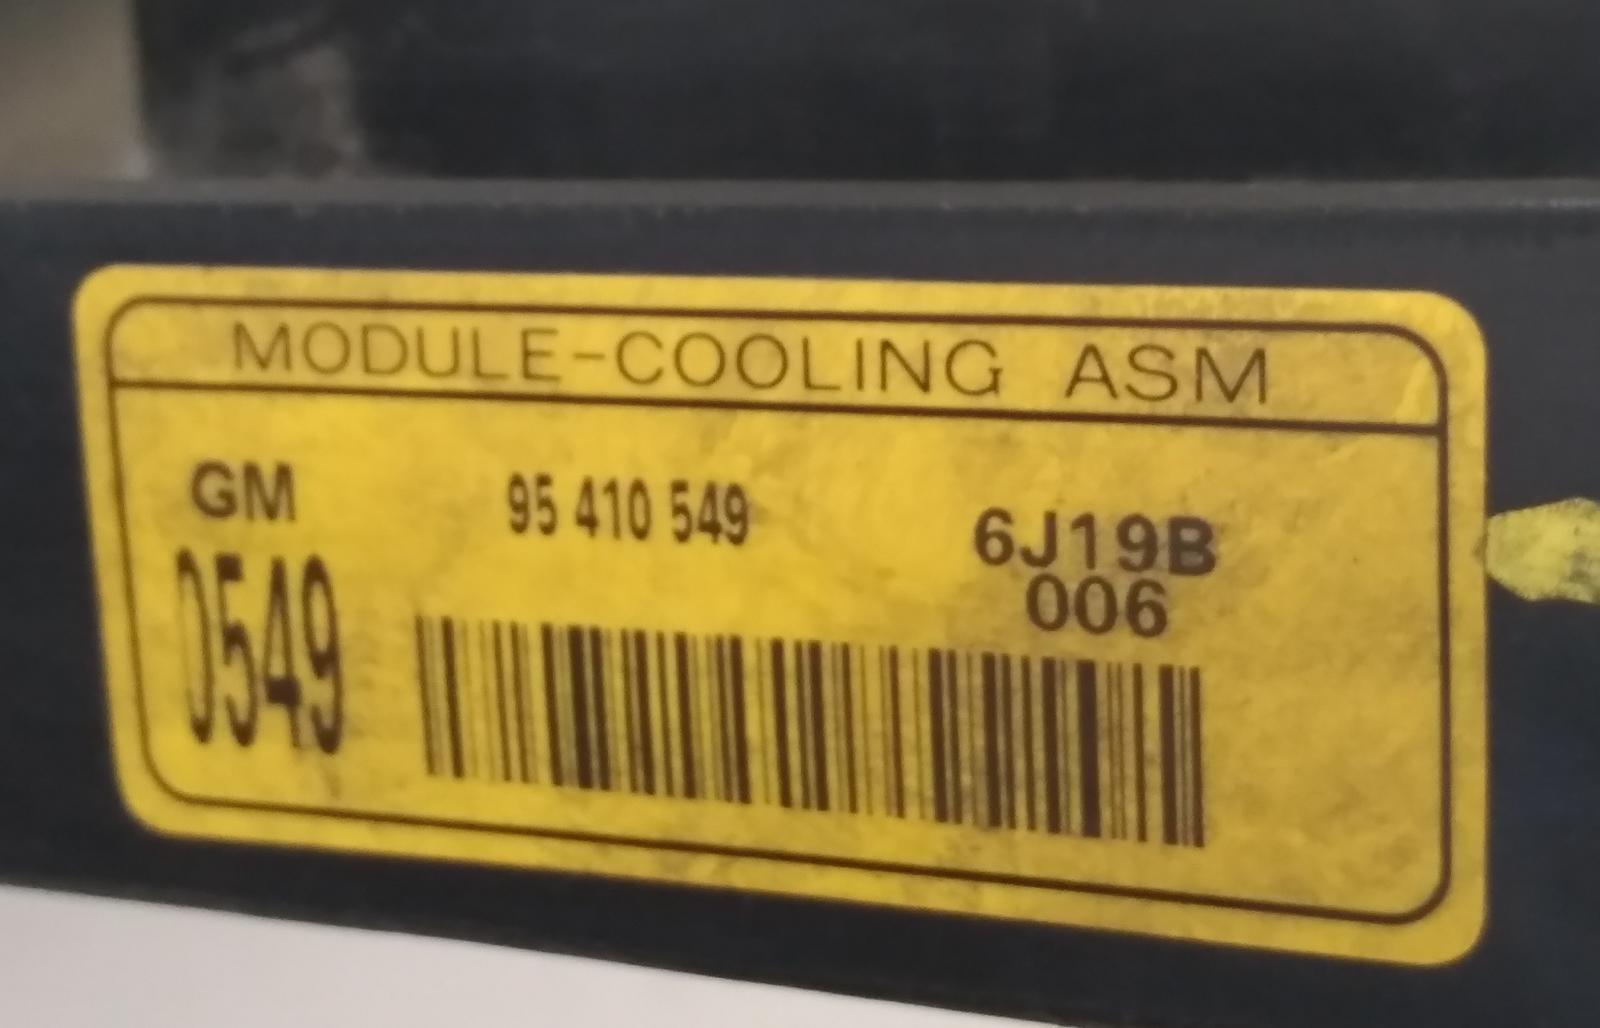 MODULE-COOLING ASM
GM 95 410 549 6J19B
0549 006